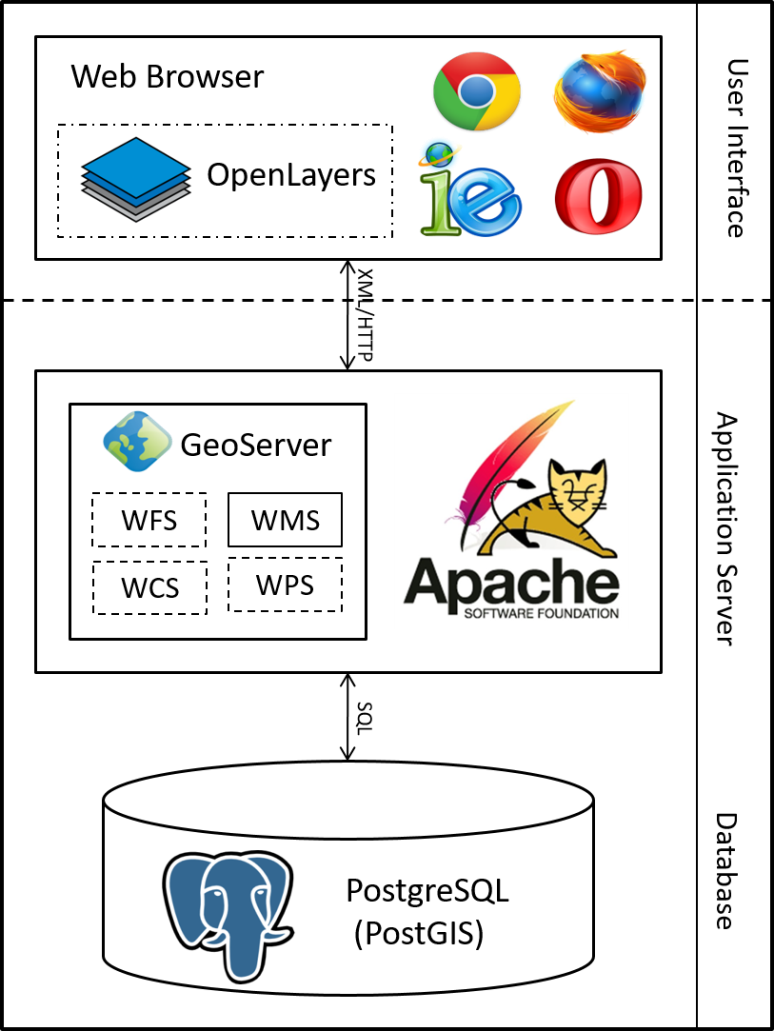 Web Browser
OpenLayers
User Interface
XML/HTTP
GeoServer
WFS
WMS
WCS
WPS
Apache
SOFTWARE FOUNDATION
Application Server
SQL
PostgreSQL
(PostGIS)
Database